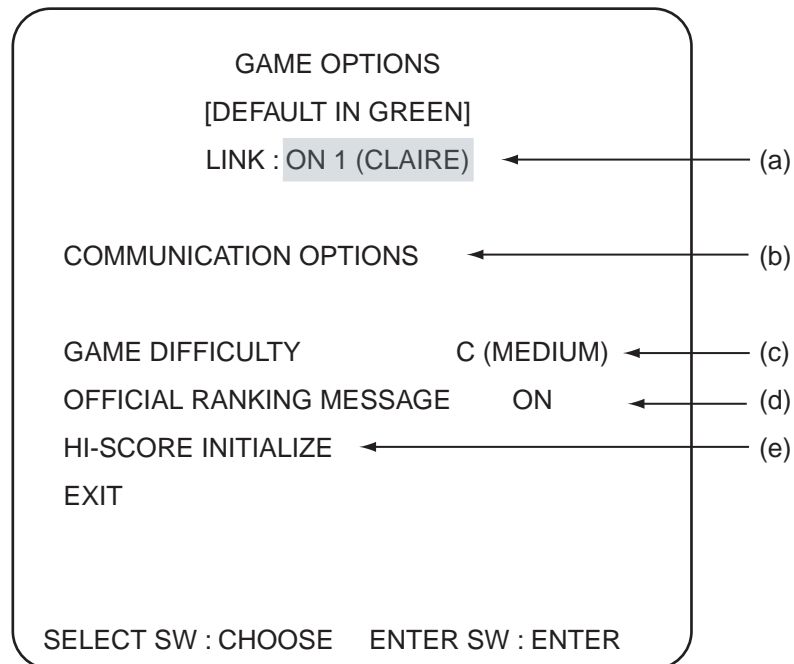 GAME OPTIONS
[DEFAULT IN GREEN]
LINK : ON 1 (CLAIRE) (a)
COMMUNICATION OPTIONS (b)
GAME DIFFICULTY C (MEDIUM) (c)
OFFICIAL RANKING MESSAGE ON (d)
HI-SCORE INITIALIZE (e)
EXIT
SELECT SW : CHOOSE ENTER SW : ENTER